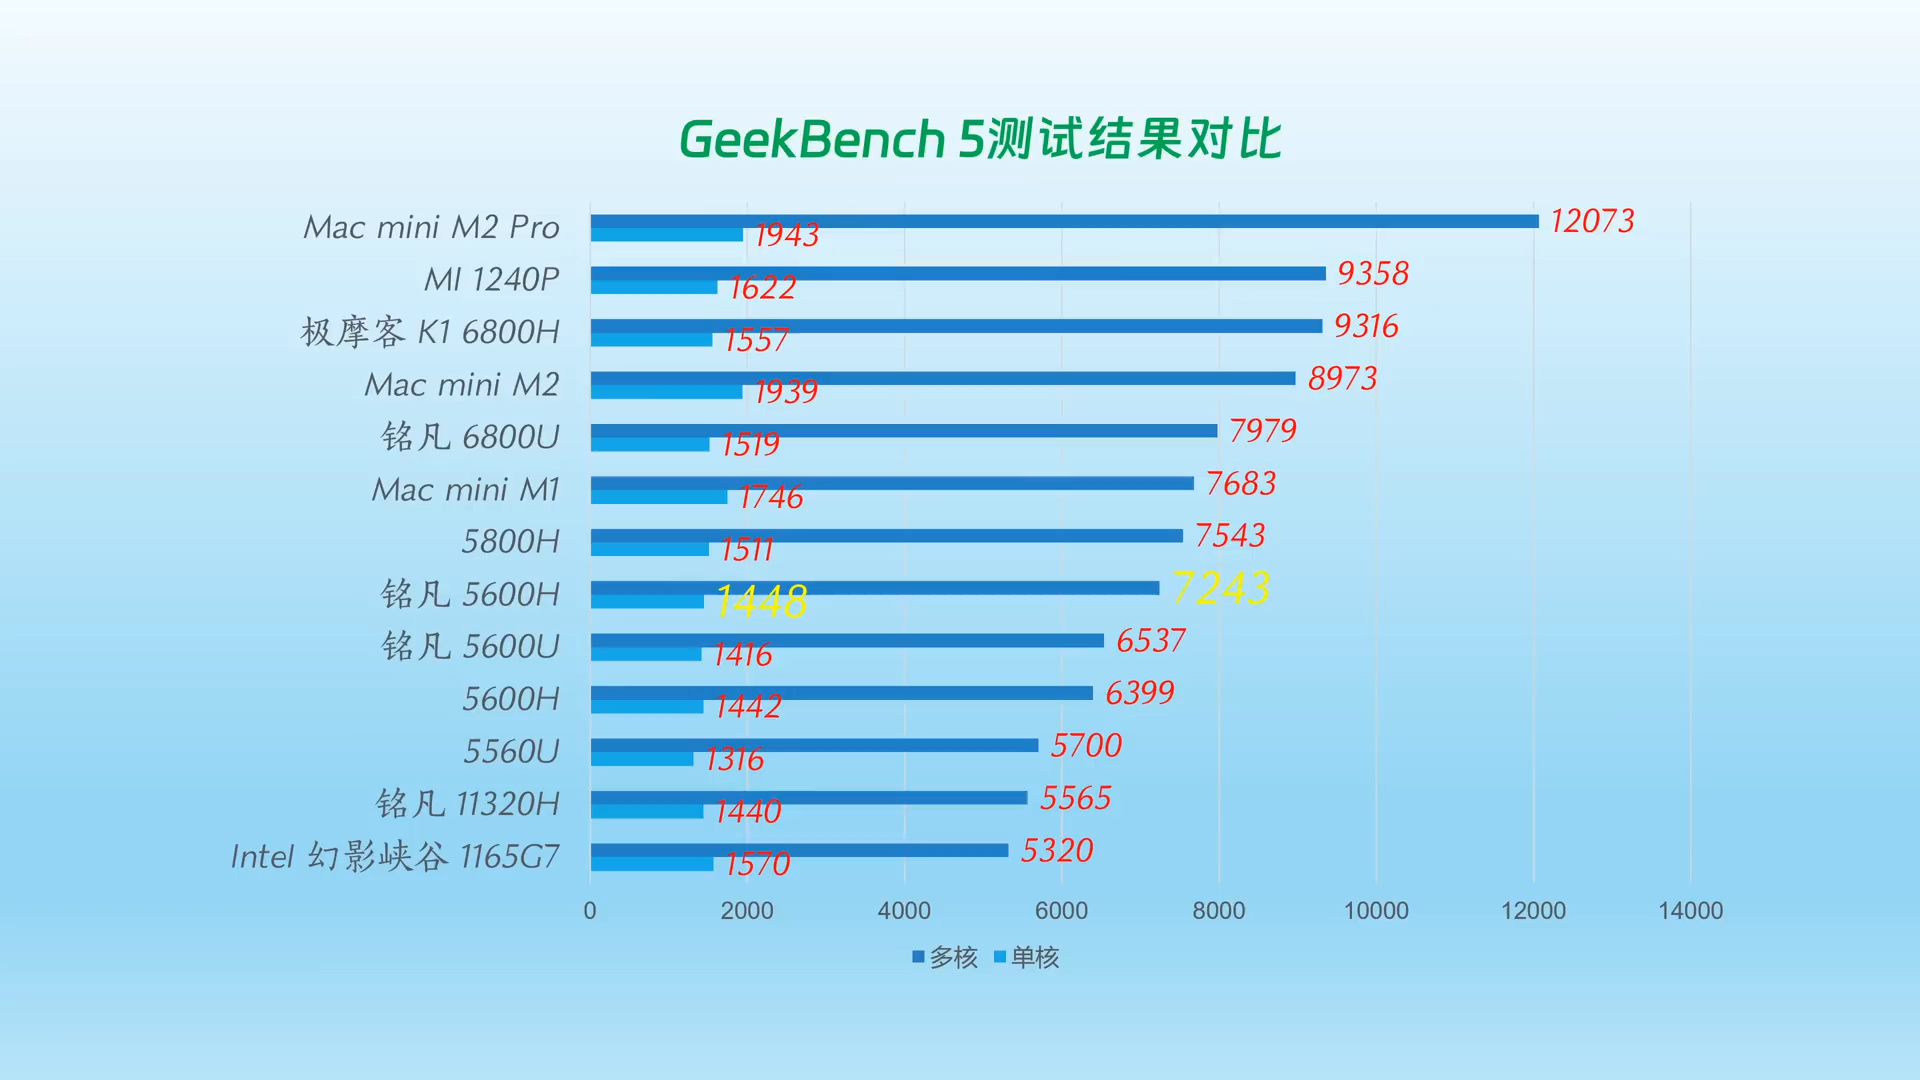 GeekBench 5测试结果对比
Mac mini M2 Pro 12073
1943
MI 1240P 9358
1622
极摩客 K1 6800H 9316
1557
Mac mini M2 8973
1939
铭凡 6800U 7979
1519
Mac mini M1 7683
1746
5800H 7543
1511
铭凡 5600H 7243
1448
铭凡 5600U 6537
1416
5600H 6399
1442
5560U 5700
1316
铭凡 11320H 5565
1440
Intel 幻影峡谷 1165G7 5320
1570
0 2000 4000 6000 8000 10000 12000 14000
多核 单核